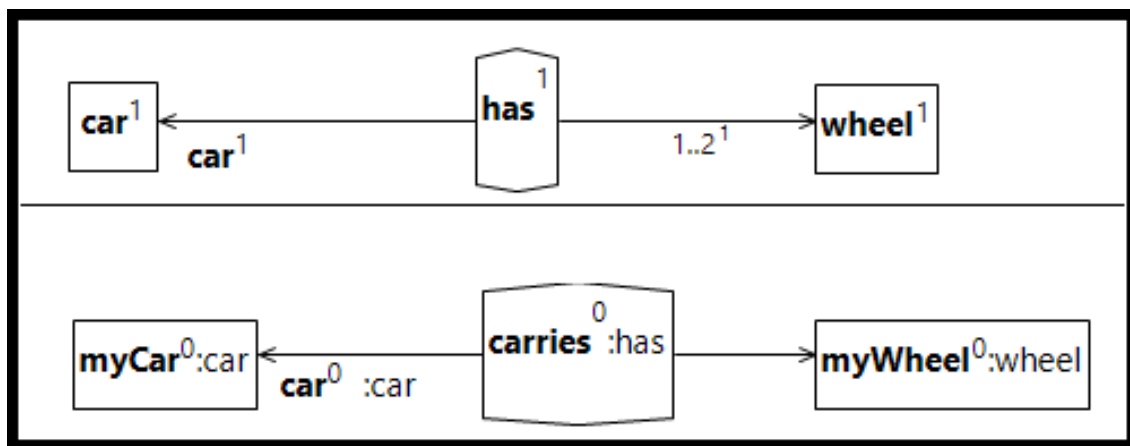 car¹ has¹ wheel¹
car¹ 1..2¹
myCar⁰:car carries⁰ :has myWheel⁰:wheel
car⁰ :car